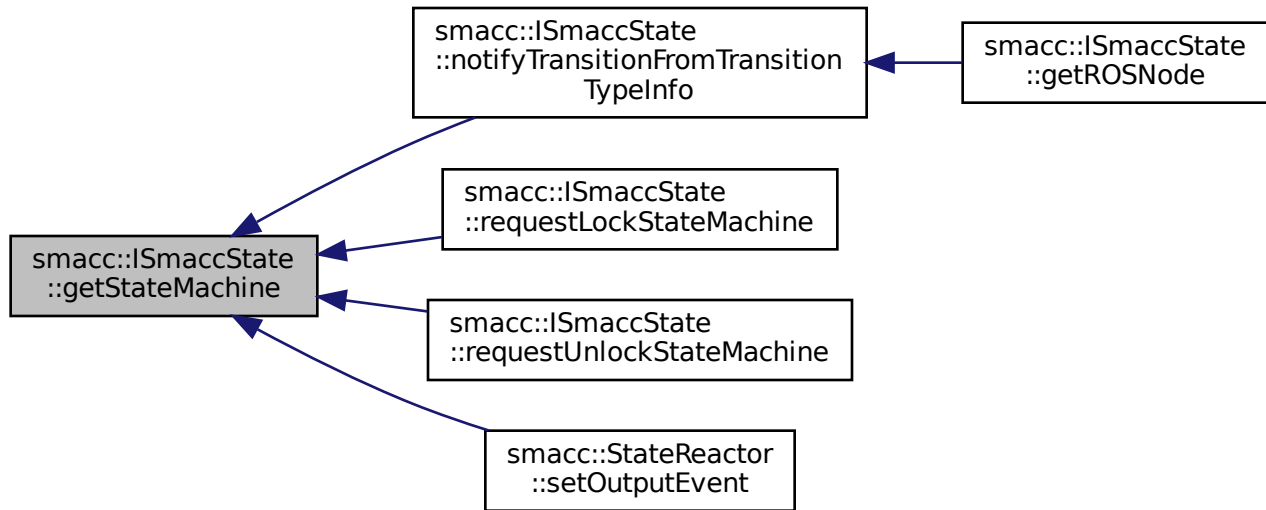 smacc::ISmaccState
::notifyTransitionFromTransition
TypeInfo
smacc::ISmaccState
::getROSNode
smacc::ISmaccState
::requestLockStateMachine
smacc::ISmaccState
::getStateMachine
smacc::ISmaccState
::requestUnlockStateMachine
smacc::StateReactor
::setOutputEvent